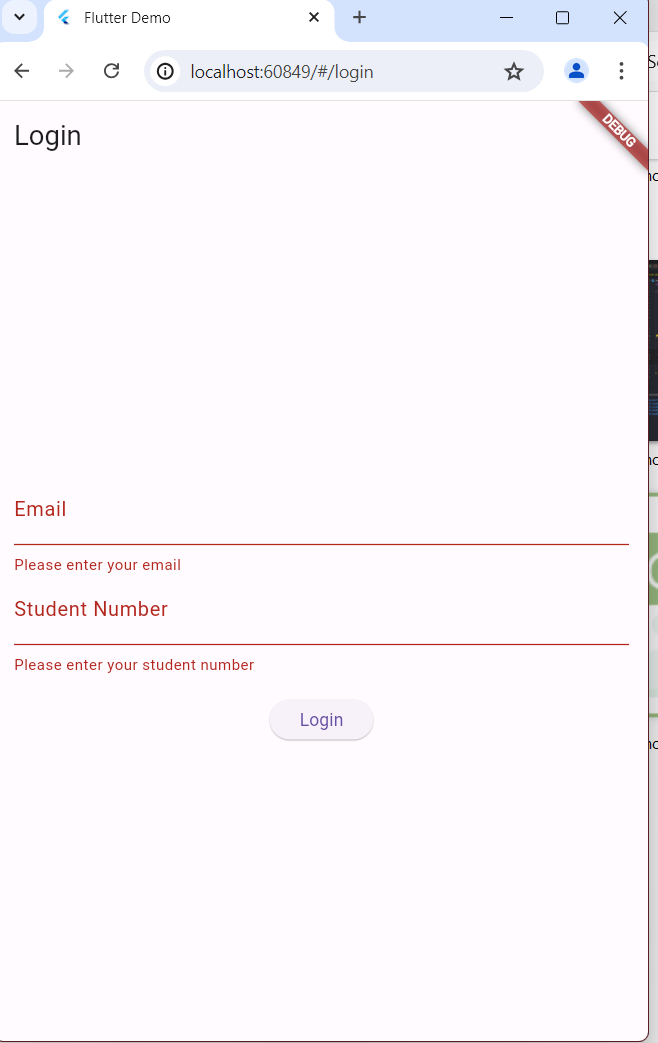 Flutter Demo
localhost:60849/#/login
Login
DEBUG
Email
Please enter your email
Student Number
Please enter your student number
Login